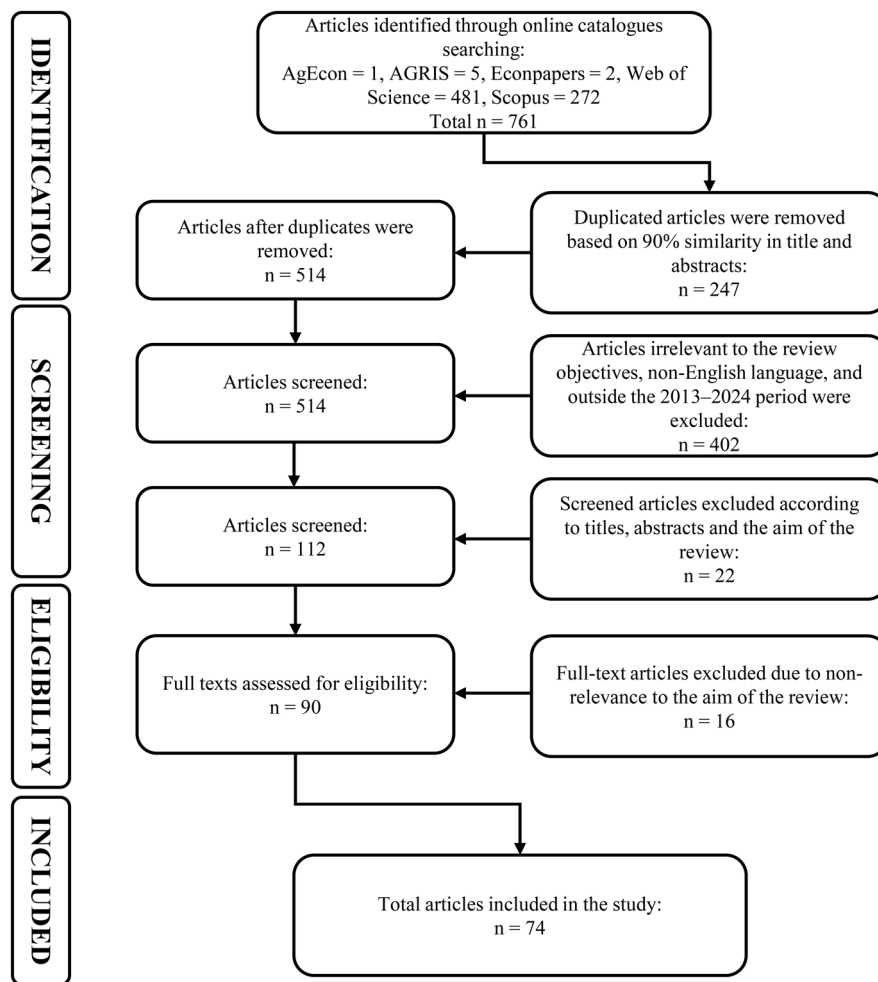 IDENTIFICATION
Articles identified through online catalogues
searching:
AgEcon = 1, AGRIS = 5, Econpapers = 2, Web of
Science = 481, Scopus = 272
Total n = 761
Duplicated articles were removed
based on 90% similarity in title and
abstracts:
n = 247
Articles after duplicates were
removed:
n = 514
SCREENING
Articles screened:
n = 514
Articles irrelevant to the review
objectives, non-English language, and
outside the 2013–2024 period were
excluded:
n = 402
Articles screened:
n = 112
Screened articles excluded according
to titles, abstracts and the aim of the
review:
n = 22
ELIGIBILITY
Full texts assessed for eligibility:
n = 90
Full-text articles excluded due to non-
relevance to the aim of the review:
n = 16
INCLUDED
Total articles included in the study:
n = 74